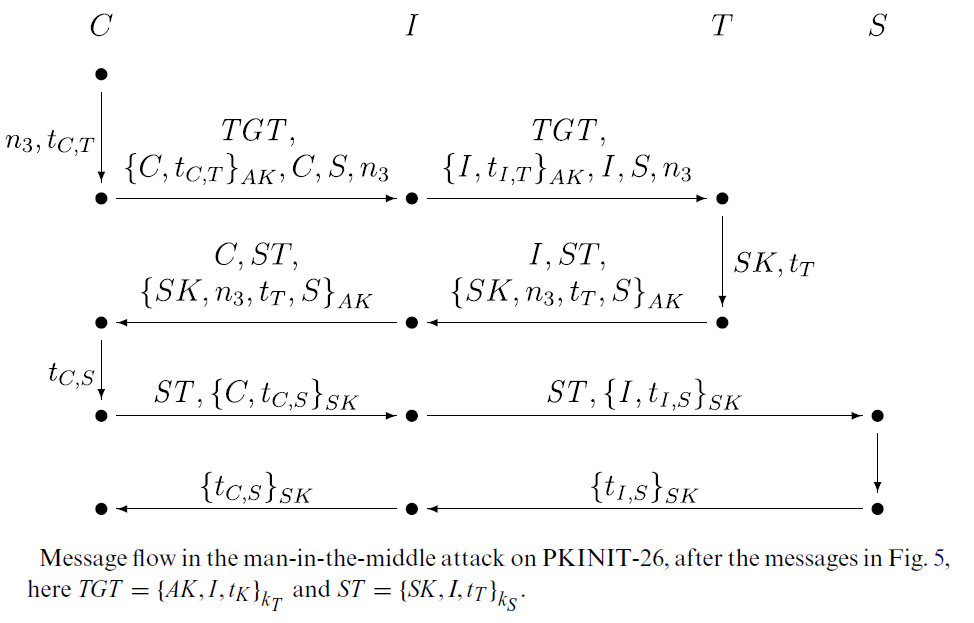 C I T S
n₃, t_{C,T}
TGT, TGT,
{C, t_{C,T}}_{AK}, C, S, n₃ {I, t_{I,T}}_{AK}, I, S, n₃
C, ST, I, ST,
{SK, n₃, t_T, S}_{AK} {SK, n₃, t_T, S}_{AK}
SK, t_T
t_{C,S}
ST, {C, t_{C,S}}_{SK} ST, {I, t_{I,S}}_{SK}
{t_{C,S}}_{SK} {t_{I,S}}_{SK}
Message flow in the man-in-the-middle attack on PKINIT-26, after the messages in Fig. 5,
here TGT = {AK, I, t_K}_{k_T} and ST = {SK, I, t_T}_{k_S}.